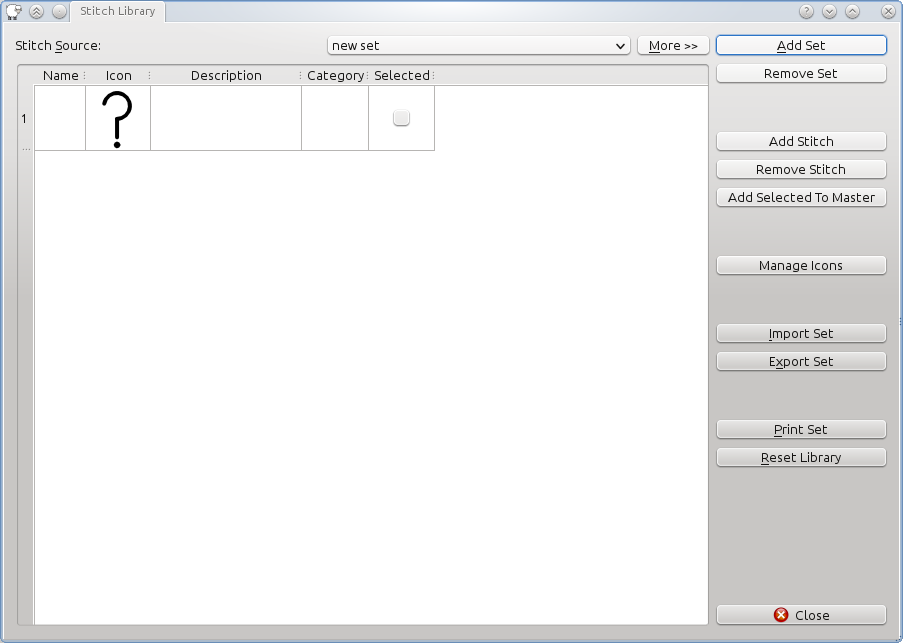 Stitch Library
Stitch Source:
new set
More >>
Add Set
Remove Set
Name
Icon
Description
Category
Selected
1
?
...
Add Stitch
Remove Stitch
Add Selected To Master
Manage Icons
Import Set
Export Set
Print Set
Reset Library
Close